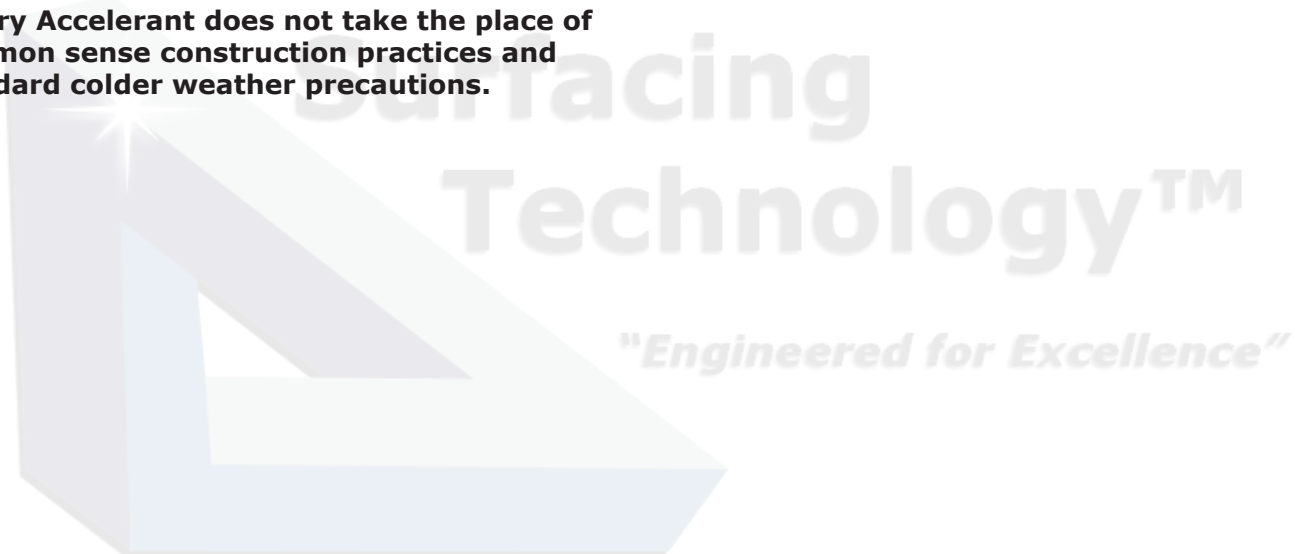 ry Accelerant does not take the place of
mon sense construction practices and
dard colder weather precautions.
Surfacing
Technology™
“Engineered for Excellence”